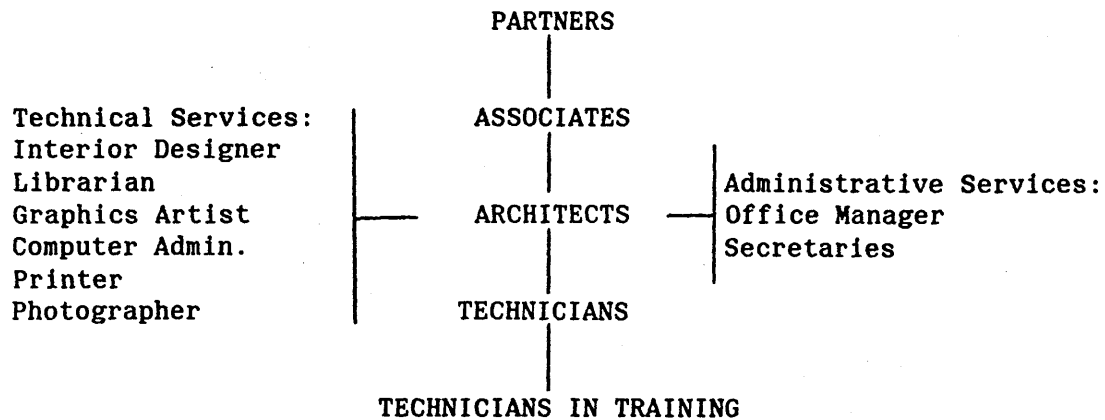 PARTNERS
Technical Services:
Interior Designer
Librarian
Graphics Artist
Computer Admin.
Printer
Photographer
ASSOCIATES
ARCHITECTS
TECHNICIANS
Administrative Services:
Office Manager
Secretaries
TECHNICIANS IN TRAINING